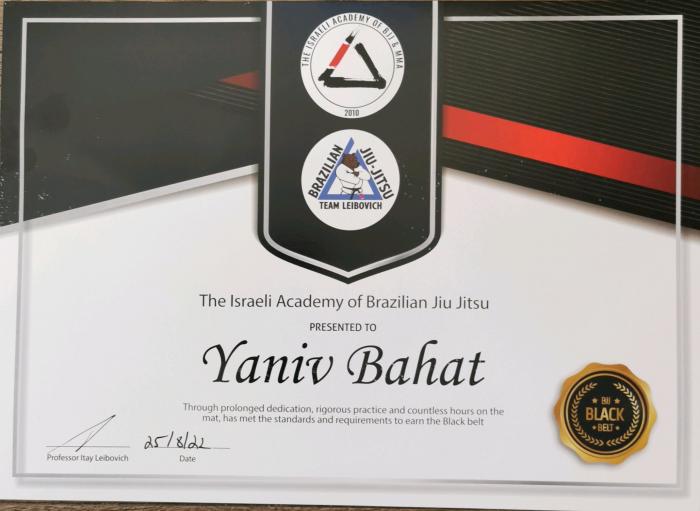 THE ISRAELI ACADEMY OF BJJ & MMA
2010
BRAZILIAN JIU-JITSU
TEAM LEIBOVICH
The Israeli Academy of Brazilian Jiu Jitsu
PRESENTED TO
Yaniv Bahat
Through prolonged dedication, rigorous practice and countless hours on the
mat, has met the standards and requirements to earn the Black belt
25/8/22
Professor Itay Leibovich
Date
BJJ
BLACK
BELT